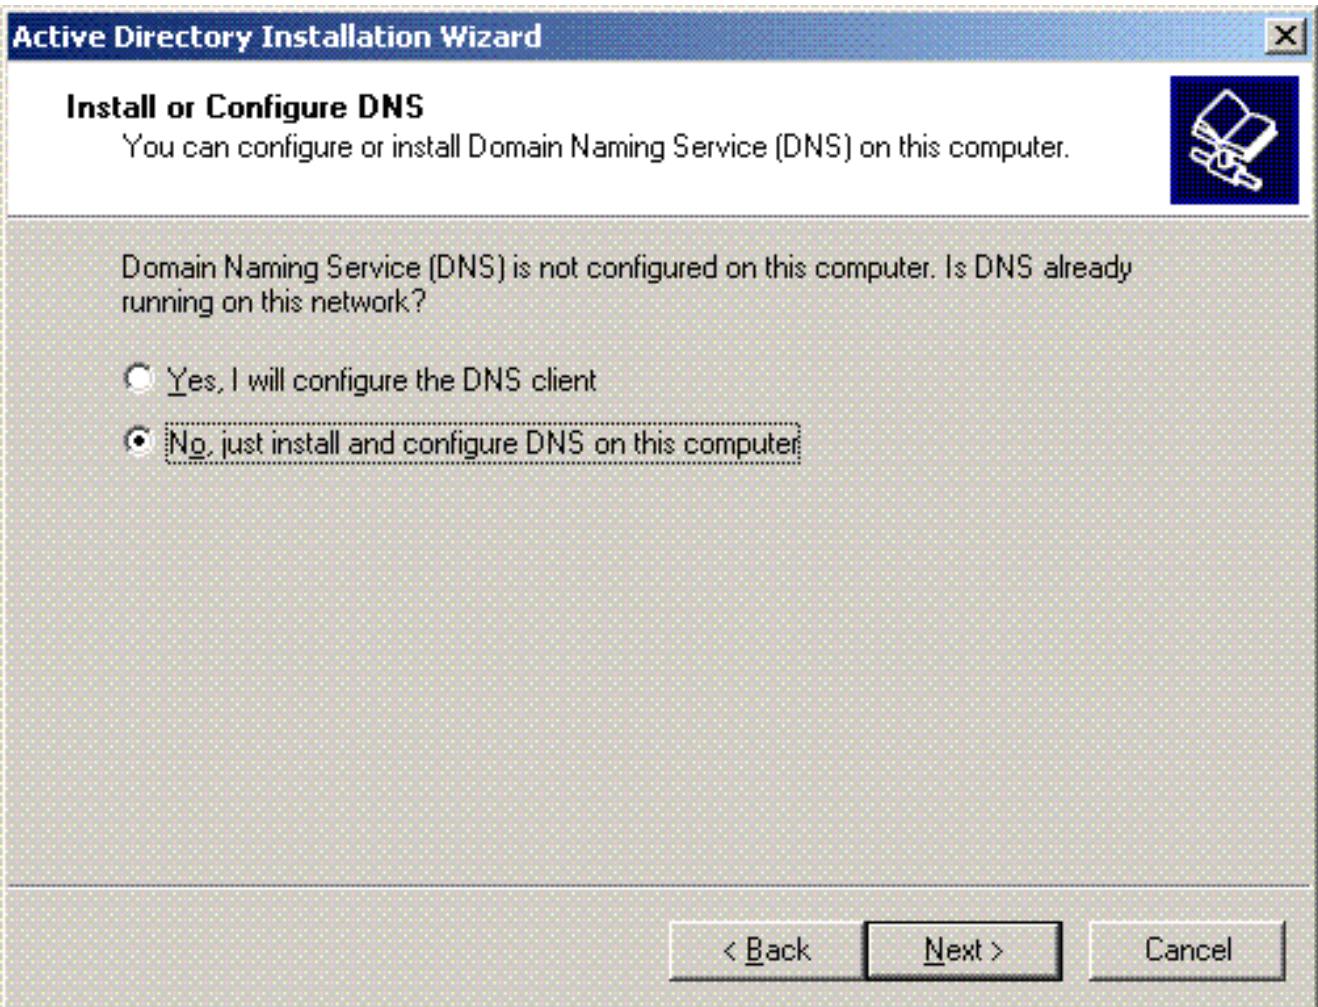 Active Directory Installation Wizard
Install or Configure DNS
You can configure or install Domain Naming Service (DNS) on this computer.
Domain Naming Service (DNS) is not configured on this computer. Is DNS already
running on this network?
Yes, I will configure the DNS client
No, just install and configure DNS on this computer
< Back Next > Cancel